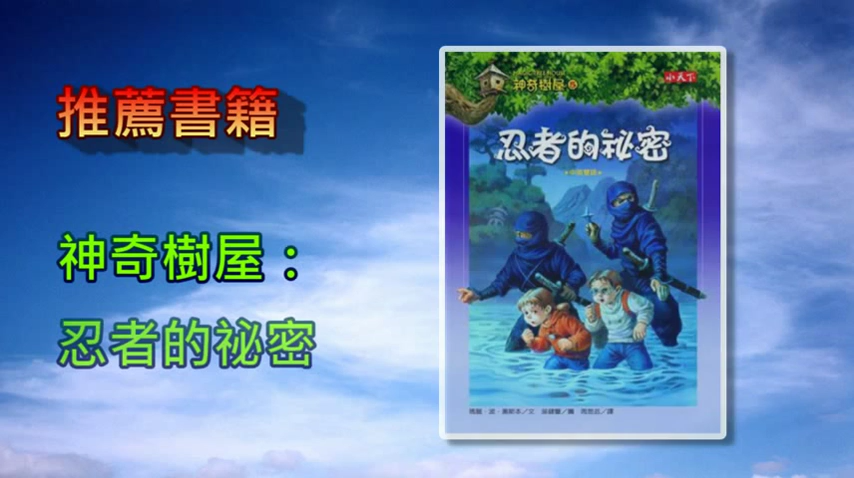 推薦書籍
神奇樹屋：
忍者的祕密
神奇樹屋
小天下
忍者的祕密